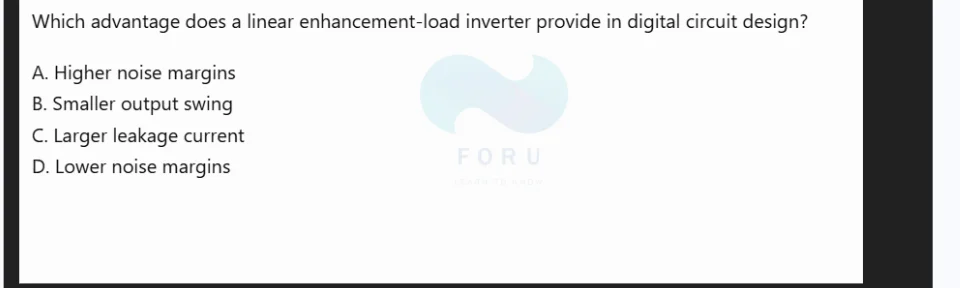 Which advantage does a linear enhancement-load inverter provide in digital circuit design?
A. Higher noise margins
B. Smaller output swing
C. Larger leakage current
D. Lower noise margins
FORU